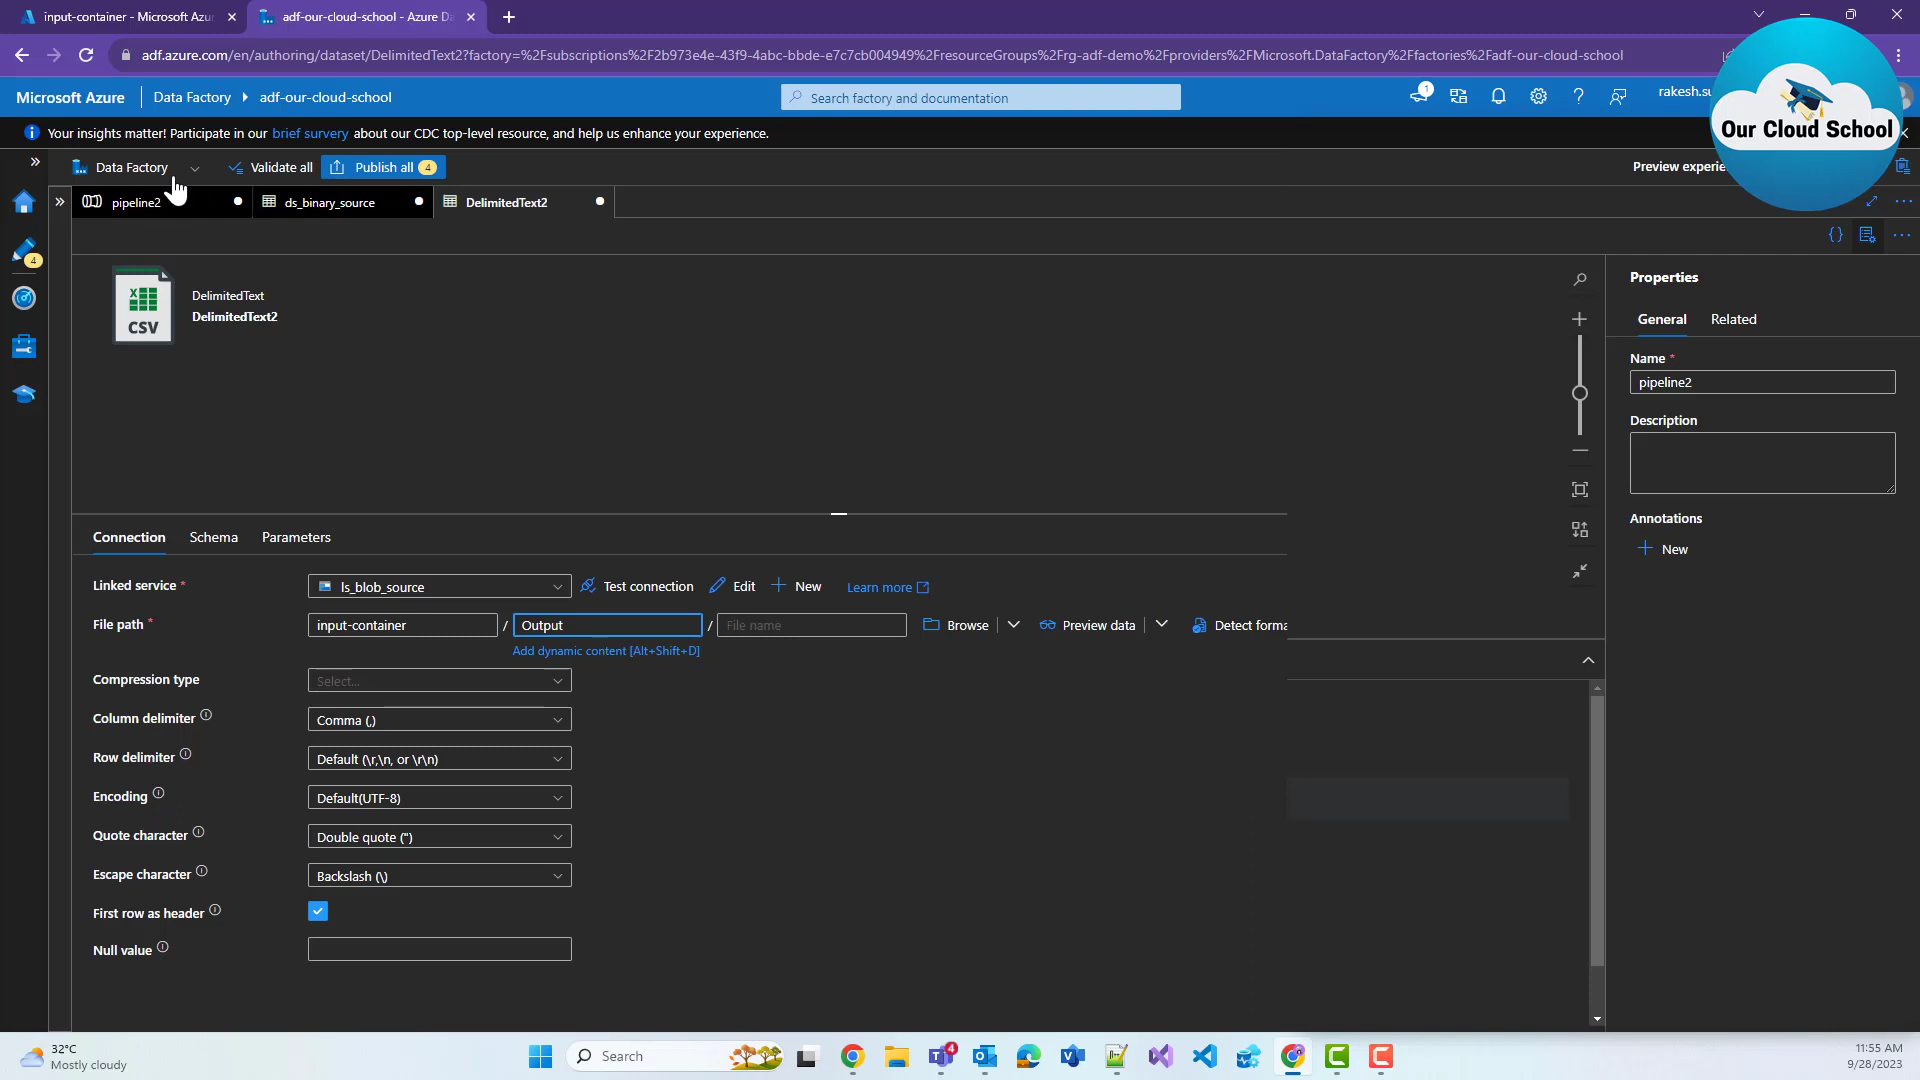 input-container - Microsoft Azu
adf-our-cloud-school - Azure Da
adf.azure.com/en/authoring/dataset/DelimitedText2?factory=%2Fsubscriptions%2F2b973e4e-43f9-4abc-bbde-e7c7cb004949%2FresourceGroups%2Frg-adf-demo%2Fproviders%2FMicrosoft.DataFactory%2Ffactories%2Fadf-our-cloud-school
Microsoft Azure
Data Factory
adf-our-cloud-school
Search factory and documentation
1
rakesh.su
Our Cloud School
Your insights matter! Participate in our brief survey about our CDC top-level resource, and help us enhance your experience.
Data Factory
Validate all
Publish all 4
Preview experie
pipeline2
ds_binary_source
DelimitedText2
4
{}
CSV
DelimitedText
DelimitedText2
Properties
General
Related
Name *
pipeline2
Description
Annotations
New
Connection
Schema
Parameters
Linked service *
ls_blob_source
Test connection
Edit
New
Learn more
File path *
input-container
/
Output
/
File name
Browse
Preview data
Detect forma
Add dynamic content [Alt+Shift+D]
Compression type
Select...
Column delimiter
Comma (,)
Row delimiter
Default (\r,\n, or \r\n)
Encoding
Default(UTF-8)
Quote character
Double quote (")
Escape character
Backslash (\)
First row as header
Null value
32°C
Mostly cloudy
Search
4
11:55 AM
9/28/2023